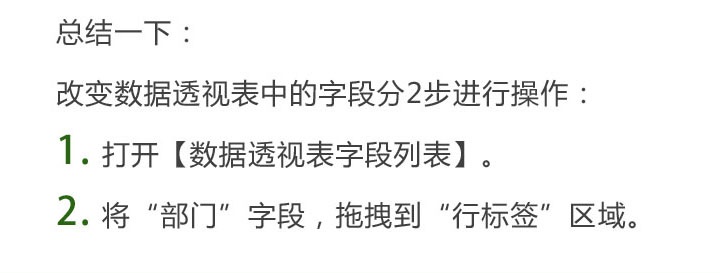 总结一下：
改变数据透视表中的字段分2步进行操作：
1. 打开【数据透视表字段列表】。
2. 将“部门”字段，拖拽到“行标签”区域。